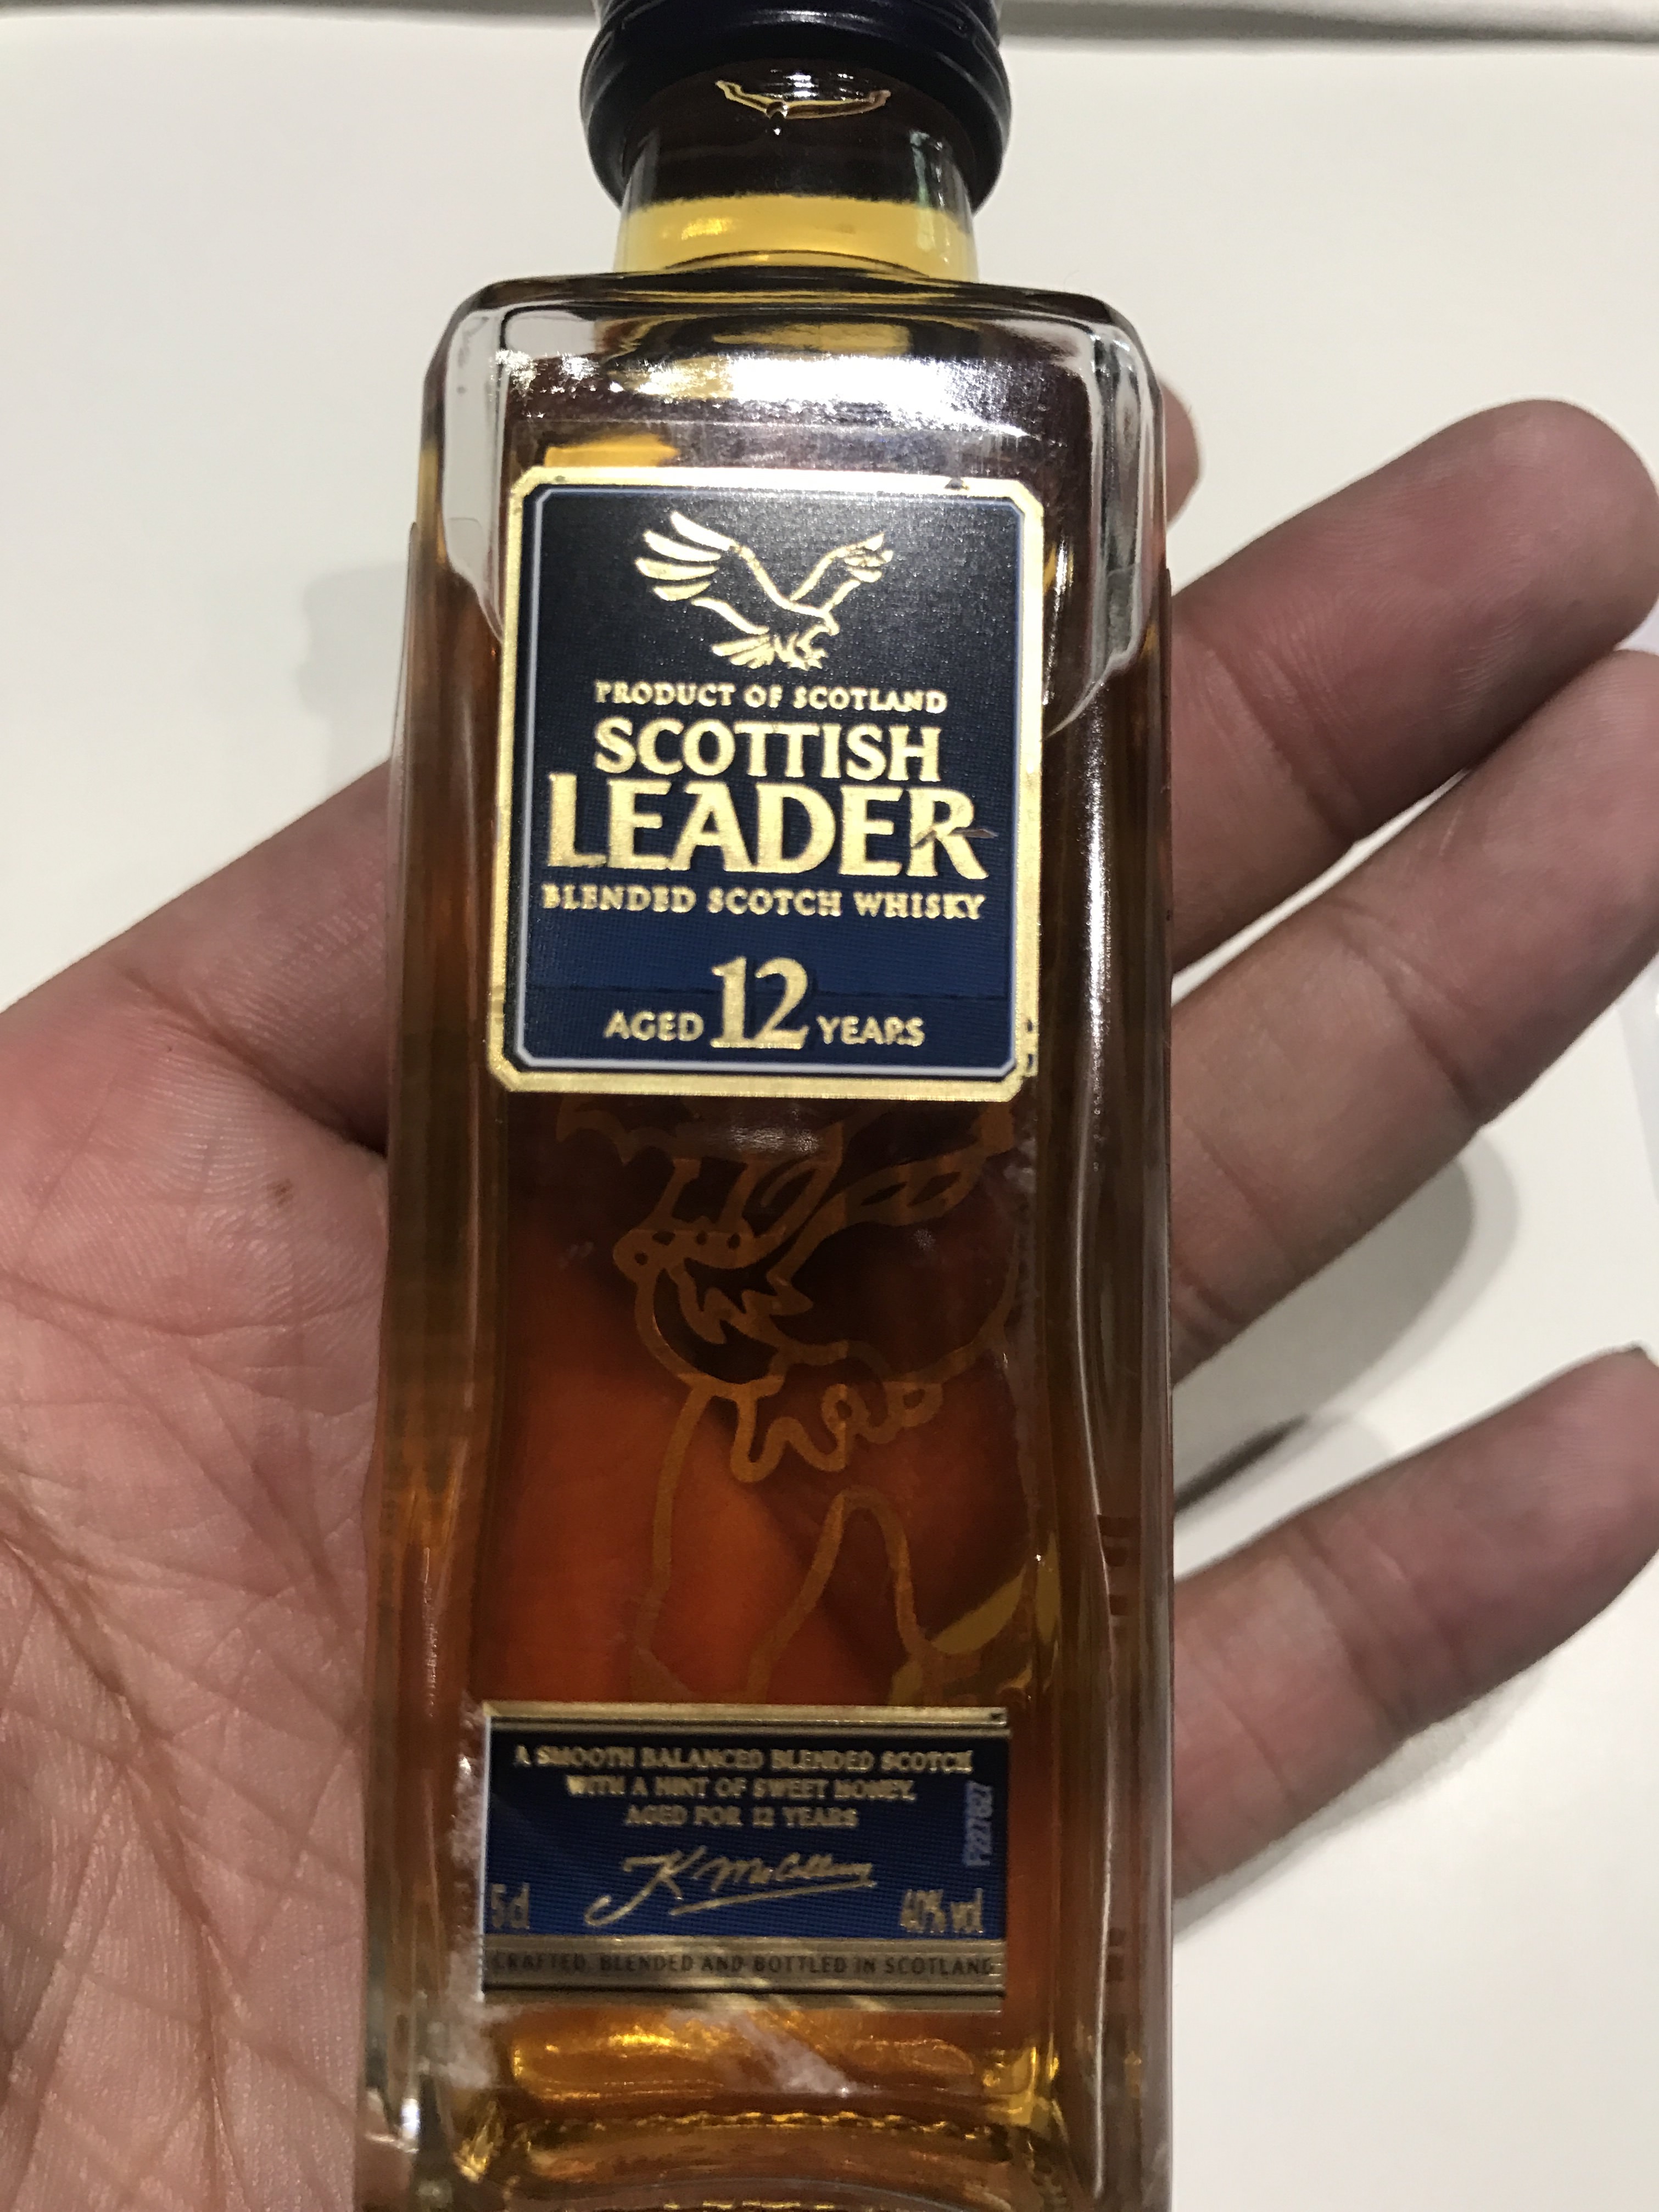 PRODUCT OF SCOTLAND
SCOTTISH
LEADER
BLENDED SCOTCH WHISKY
AGED 12 YEARS
A SMOOTH BALANCED BLENDED SCOTCH
WITH A HINT OF SWEET HONEY,
AGED FOR 12 YEARS
K McCallum
5cl
40% vol
CRAFTED, BLENDED AND BOTTLED IN SCOTLAND